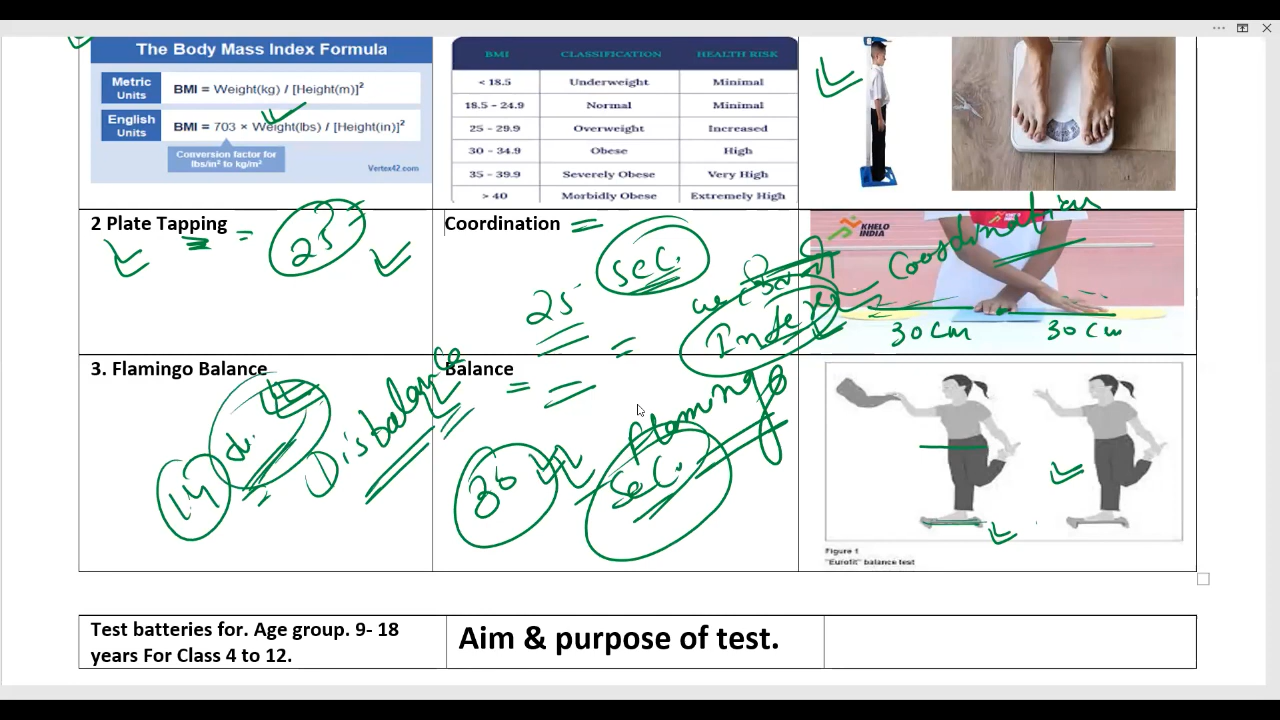 The Body Mass Index Formula
Metric Units BMI = Weight(kg) / [Height(m)]²
English Units BMI = 703 × Weight(lbs) / [Height(in)]²
Conversion factor for
lbs/in² to kg/m²
Vertex42.com
BMI CLASSIFICATION HEALTH RISK
< 18.5 Underweight Minimal
18.5 - 24.9 Normal Minimal
25 - 29.9 Overweight Increased
30 - 34.9 Obese High
35 - 39.9 Severely Obese Very High
> 40 Morbidly Obese Extremely High
2 Plate Tapping = 25
Coordination =
sec.
25 =
Index
KHELO
INDIA
Coordination
30 Cm 30 Cm
3. Flamingo Balance
Disbalance
Balance =
Flamingo
Sec.
Figure 1
"Eurofit" balance test
Test batteries for. Age group. 9- 18
years For Class 4 to 12.
Aim & purpose of test.